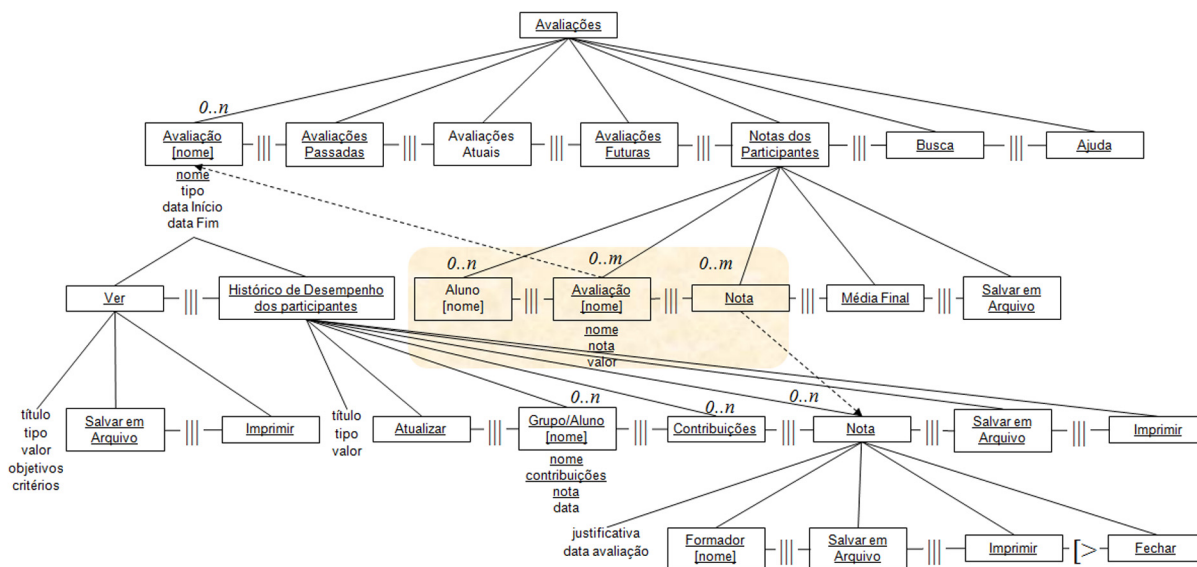 Avaliações
0..n
Avaliação
[nome]
|||
Avaliações
Passadas
|||
Avaliações
Atuais
|||
Avaliações
Futuras
|||
Notas dos
Participantes
|||
Busca
|||
Ajuda
nome
tipo
data Início
data Fim
0..n
0..m
0..m
Ver
|||
Histórico de Desempenho
dos participantes
Aluno
[nome]
|||
Avaliação
[nome]
|||
Nota
|||
Média Final
|||
Salvar em
Arquivo
nome
nota
valor
0..n
0..n
0..n
título
tipo
valor
objetivos
critérios
Salvar em
Arquivo
|||
Imprimir
título
tipo
valor
Atualizar
|||
Grupo/Aluno
[nome]
|||
Contribuições
|||
Nota
|||
Salvar em
Arquivo
|||
Imprimir
nome
contribuições
nota
data
justificativa
data avaliação
Formador
[nome]
|||
Salvar em
Arquivo
|||
Imprimir
[>
Fechar